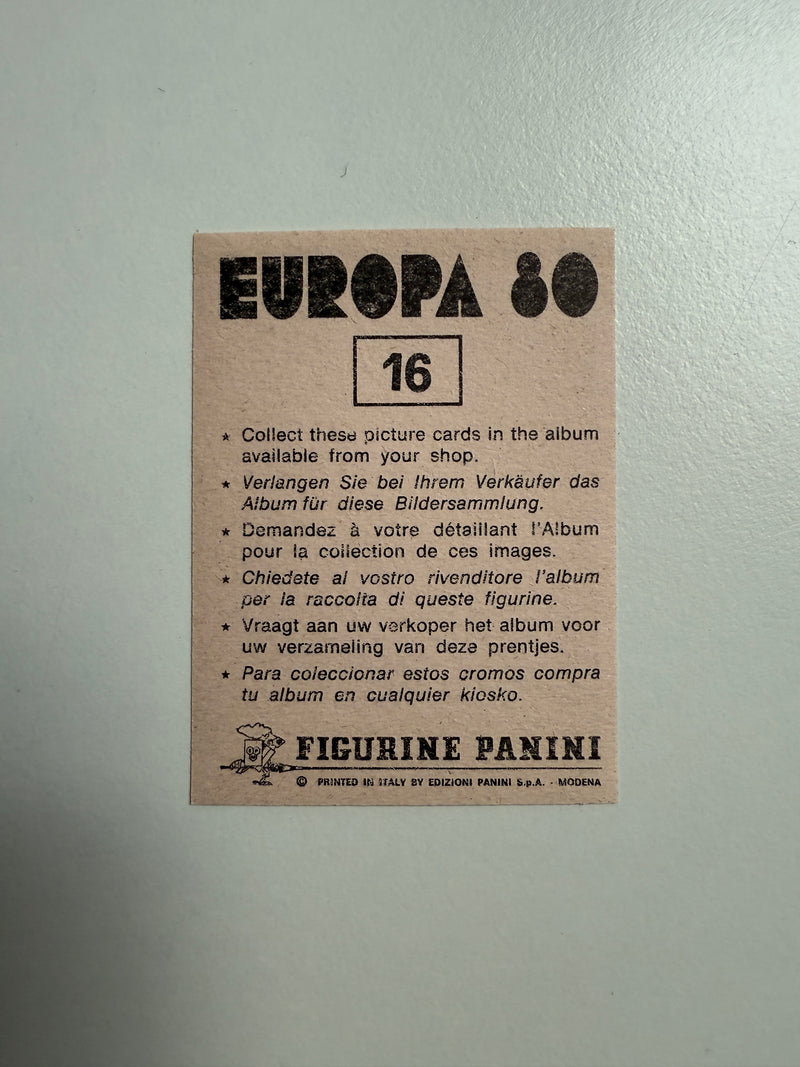 EUROPA 80
16
★ Collect these picture cards in the album
available from your shop.
★ Verlangen Sie bei Ihrem Verkäufer das
Album für diese Bildersammlung.
★ Demandez à votre détaillant l'Album
pour la collection de ces images.
★ Chiedete al vostro rivenditore l'album
per la raccolta di queste figurine.
★ Vraagt aan uw verkoper het album voor
uw verzameling van deze prentjes.
★ Para coleccionar estos cromos compra
tu album en cualquier kiosko.
FIGURINE PANINI
© PRINTED IN ITALY BY EDIZIONI PANINI S.p.A. - MODENA